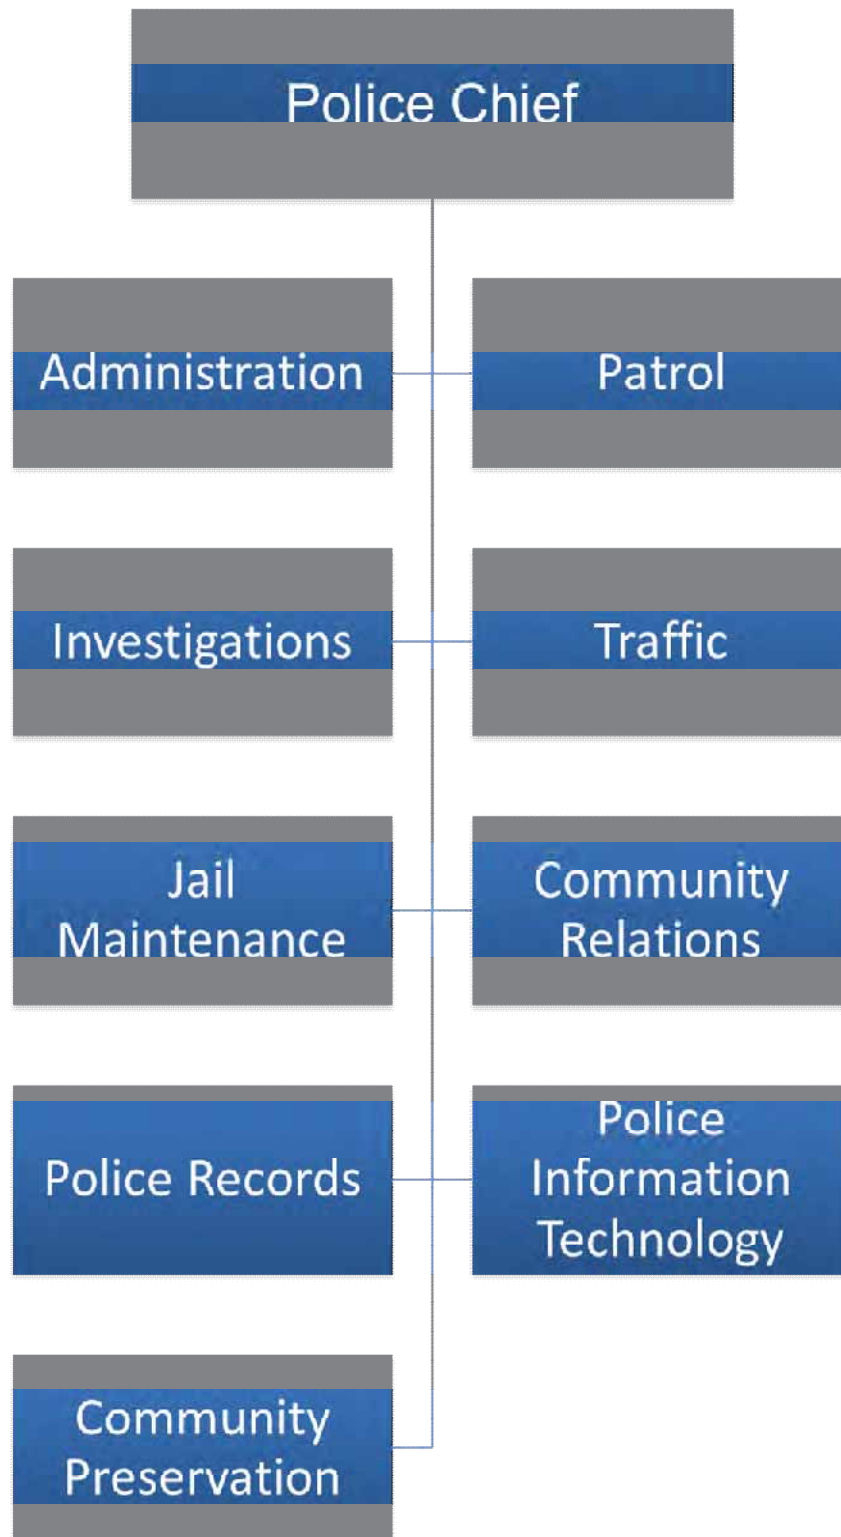 Police Chief
Administration
Patrol
Investigations
Traffic
Jail
Maintenance
Community
Relations
Police Records
Police
Information
Technology
Community
Preservation